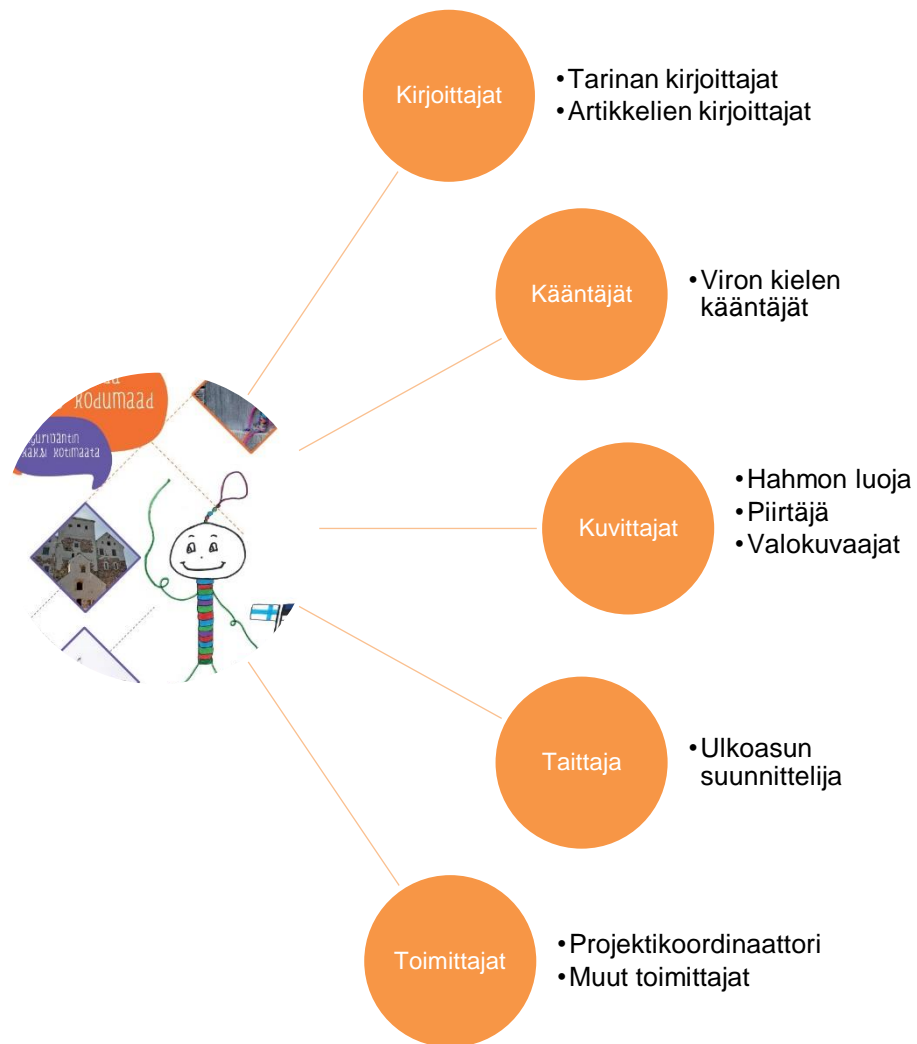 Kirjoittajat
•Tarinan kirjoittajat
•Artikkelien kirjoittajat
Kääntäjät
•Viron kielen
kääntäjät
kodumaad
kaksi kotimaata
Kuvittajat
•Hahmon luoja
•Piirtäjä
•Valokuvaajat
Taittaja
•Ulkoasun
suunnittelija
Toimittajat
•Projektikoordinaattori
•Muut toimittajat